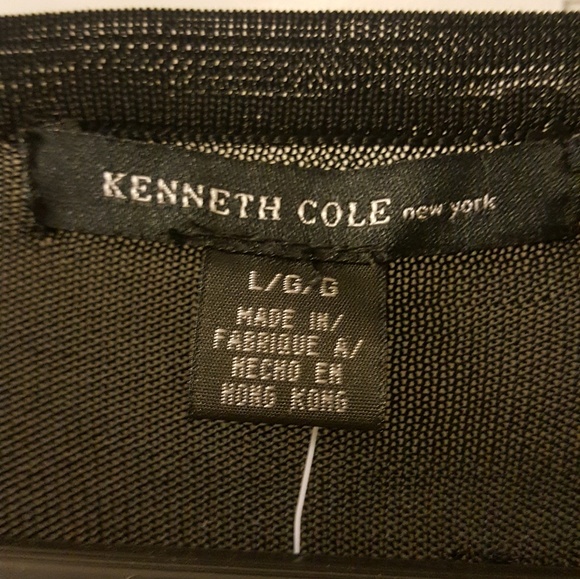 KENNETH COLE new york
L/G/G
MADE IN/
FABRIQUE A/
HECHO EN
HONG KONG